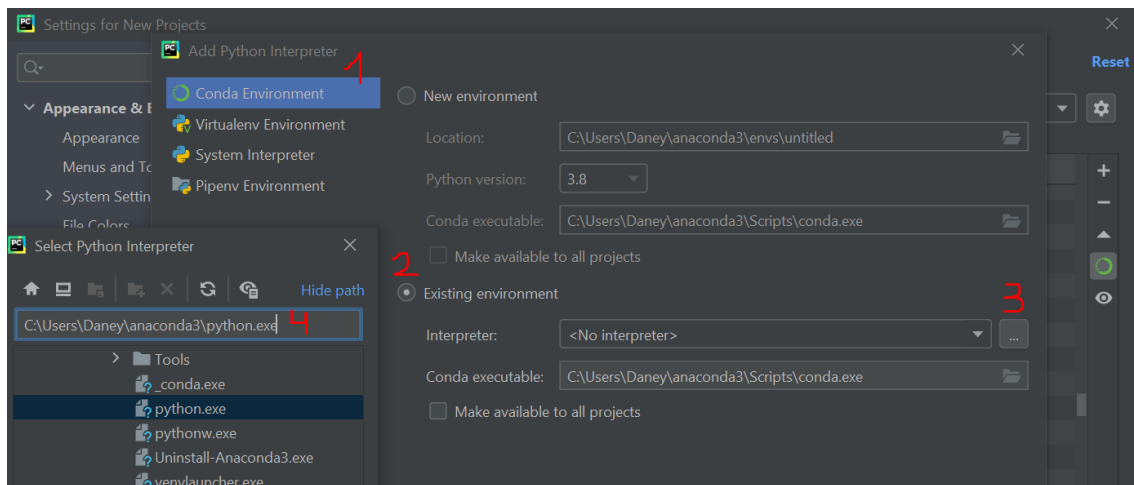 Settings for New Projects
Add Python Interpreter
1
Reset
Conda Environment
Virtualenv Environment
System Interpreter
Pipenv Environment
Appearance & B
Appearance
Menus and To
System Settin
File Colors
New environment
Location: C:\Users\Daney\anaconda3\envs\untitled
Python version: 3.8
Conda executable: C:\Users\Daney\anaconda3\Scripts\conda.exe
Make available to all projects
2
Existing environment
3
Interpreter: <No interpreter> ...
Conda executable: C:\Users\Daney\anaconda3\Scripts\conda.exe
Make available to all projects
Select Python Interpreter
Hide path
C:\Users\Daney\anaconda3\python.exe 4
Tools
_conda.exe
python.exe
pythonw.exe
Uninstall-Anaconda3.exe
venvlauncher.exe